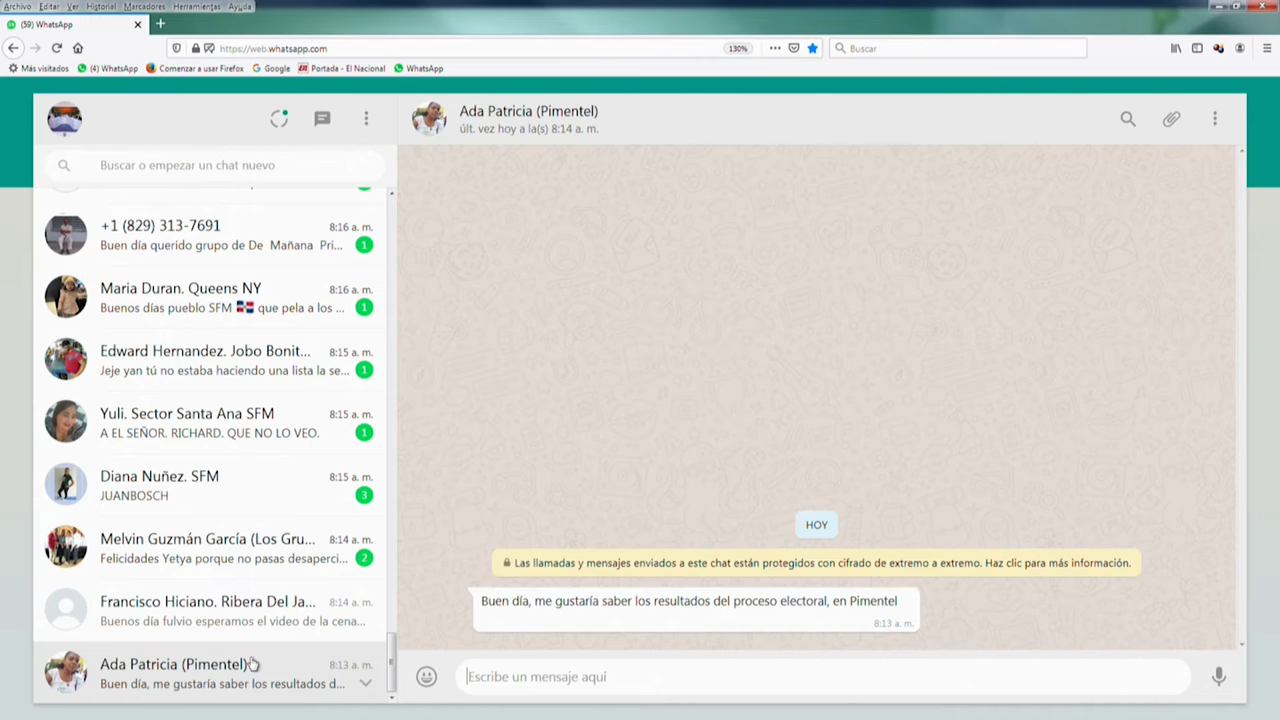 Archivo Editar Ver Historial Marcadores Herramientas Ayuda
(59) WhatsApp
https://web.whatsapp.com
130%
Buscar
Más visitados
(4) WhatsApp
Comenzar a usar Firefox
Google
Portada - El Nacional
WhatsApp
Buscar o empezar un chat nuevo
+1 (829) 313-7691
8:16 a. m.
Buen día querido grupo de De Mañana Pri...
1
Maria Duran. Queens NY
8:16 a. m.
Buenos días pueblo SFM 🇩🇴 que pela a los ...
1
Edward Hernandez. Jobo Bonit...
8:15 a. m.
Jeje yan tú no estaba haciendo una lista la se...
1
Yuli. Sector Santa Ana SFM
8:15 a. m.
A EL SEÑOR. RICHARD. QUE NO LO VEO.
1
Diana Nuñez. SFM
8:15 a. m.
JUANBOSCH
3
Melvin Guzmán García (Los Gru...
8:14 a. m.
Felicidades Yetya porque no pasas desaperci...
2
Francisco Hiciano. Ribera Del Ja...
8:14 a. m.
Buenos día fulvio esperamos el video de la cena...
Ada Patricia (Pimentel)
8:13 a. m.
Buen día, me gustaría saber los resultados d...
Ada Patricia (Pimentel)
últ. vez hoy a la(s) 8:14 a. m.
HOY
Las llamadas y mensajes enviados a este chat están protegidos con cifrado de extremo a extremo. Haz clic para más información.
Buen día, me gustaría saber los resultados del proceso electoral, en Pimentel
8:13 a. m.
Escribe un mensaje aquí